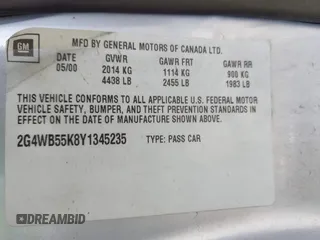 GM
MFD BY GENERAL MOTORS OF CANADA LTD.
DATE GVWR GAWR FRT GAWR RR
05/00 2014 KG 1114 KG 900 KG
4438 LB 2455 LB 1983 LB
THIS VEHICLE CONFORMS TO ALL APPLICABLE U.S. FEDERAL MOTOR
VEHICLE SAFETY, BUMPER, AND THEFT PREVENTION STANDARDS IN
EFFECT ON THE DATE OF MANUFACTURE SHOWN ABOVE.
2G4WB55K8Y1345235 TYPE: PASS CAR
DREAMBID